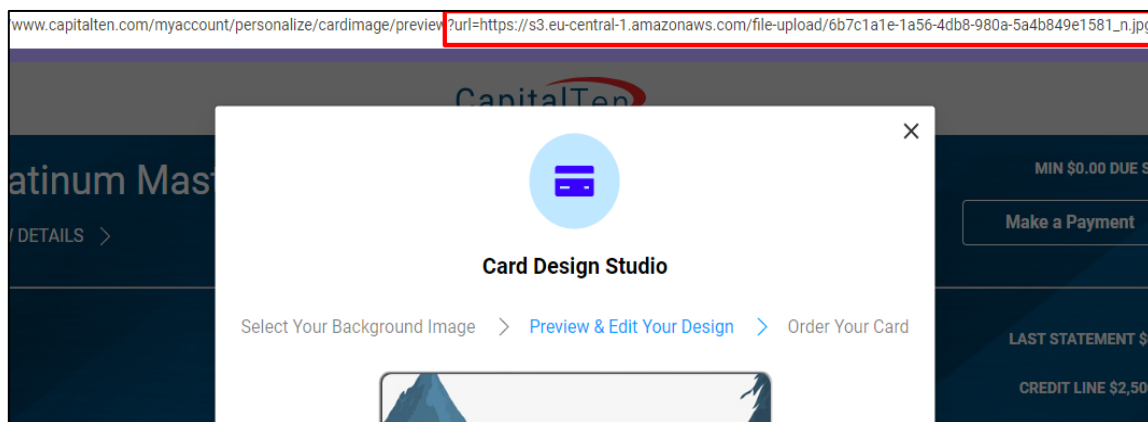 www.capitalten.com/myaccount/personalize/cardimage/preview?url=https://s3.eu-central-1.amazonaws.com/file-upload/6b7c1a1e-1a56-4db8-980a-5a4b849e1581_n.jpg
CapitalTen
atinum Mast
MIN $0.00 DUE S
DETAILS >
Make a Payment
Card Design Studio
Select Your Background Image > Preview & Edit Your Design > Order Your Card
LAST STATEMENT $
CREDIT LINE $2,50